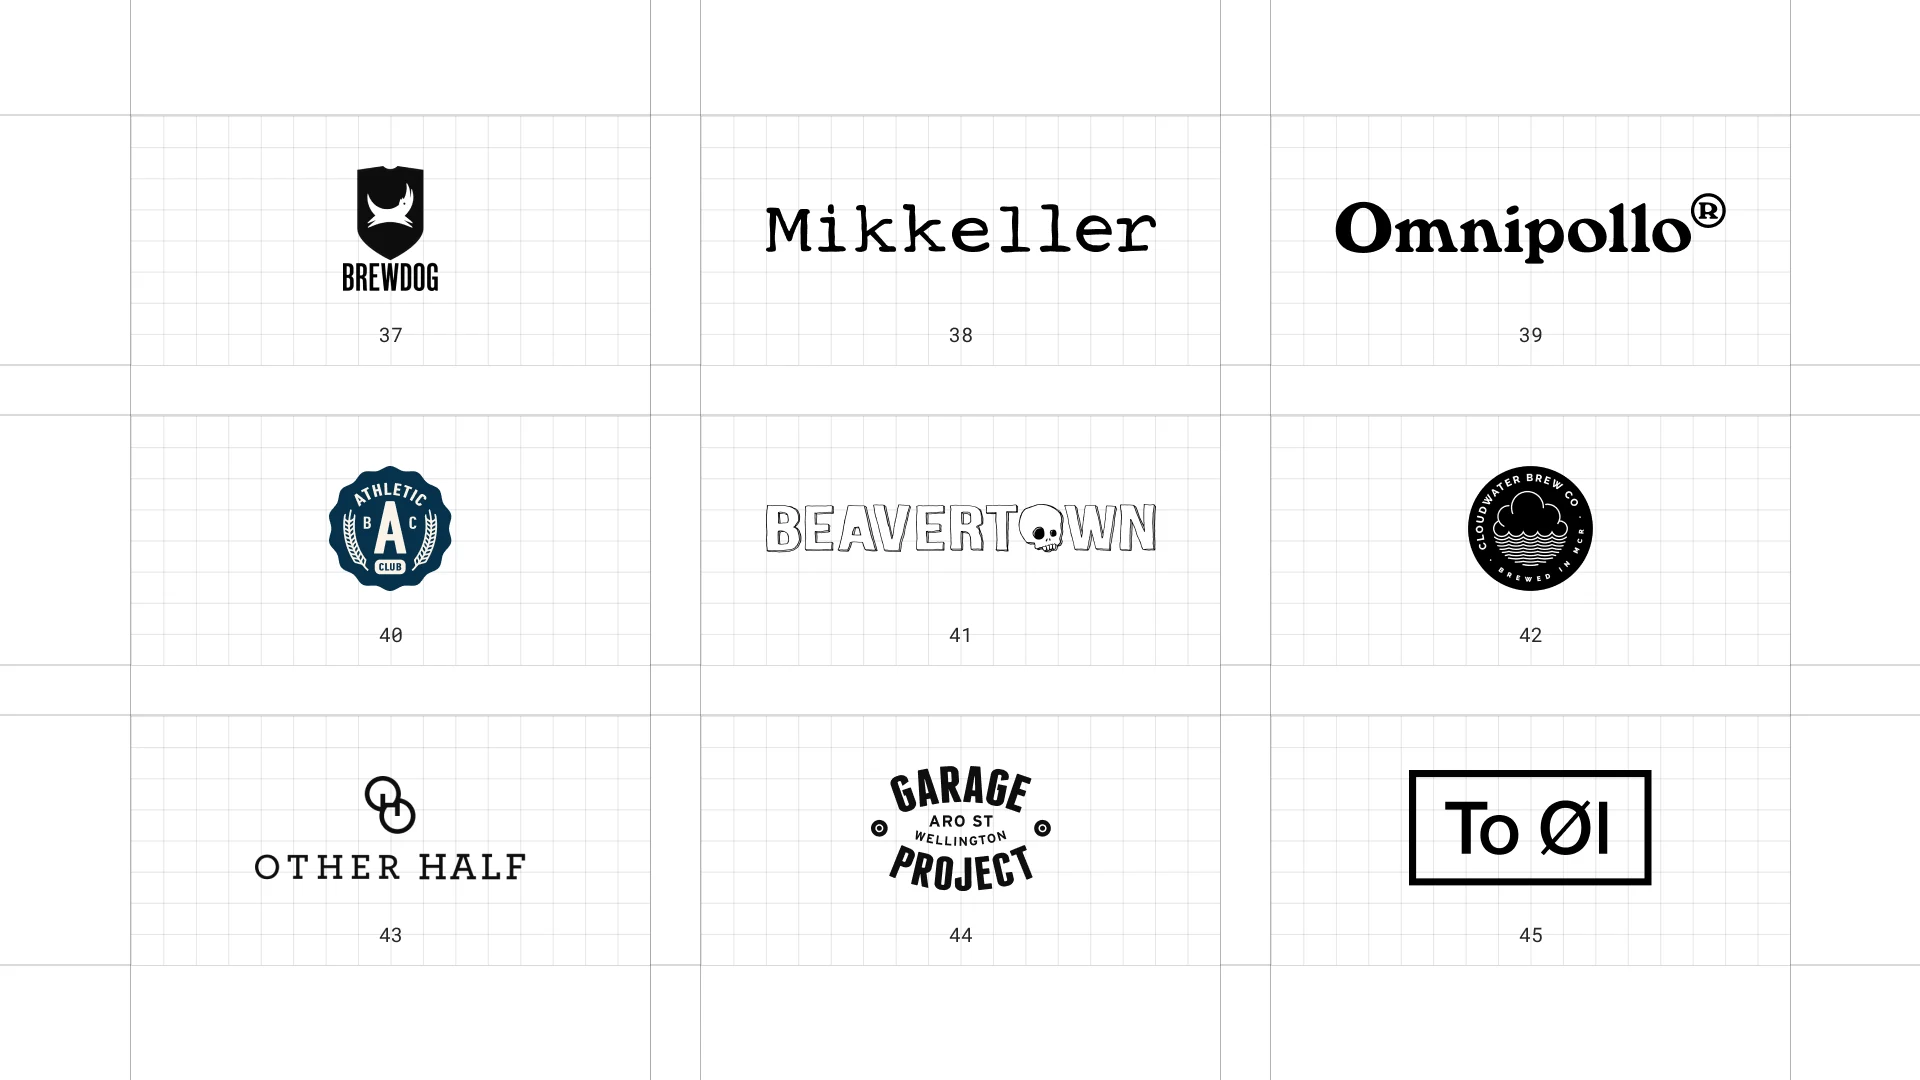 BREWDOG
37
Mikkeller
38
Omnipollo®
39
ATHLETIC
B A C
CLUB
40
BEAVERTOWN
41
CLOUDWATER BREW CO
· BREWED IN MCR ·
42
OH
OTHER HALF
43
GARAGE
ARO ST
WELLINGTON
PROJECT
44
To Øl
45